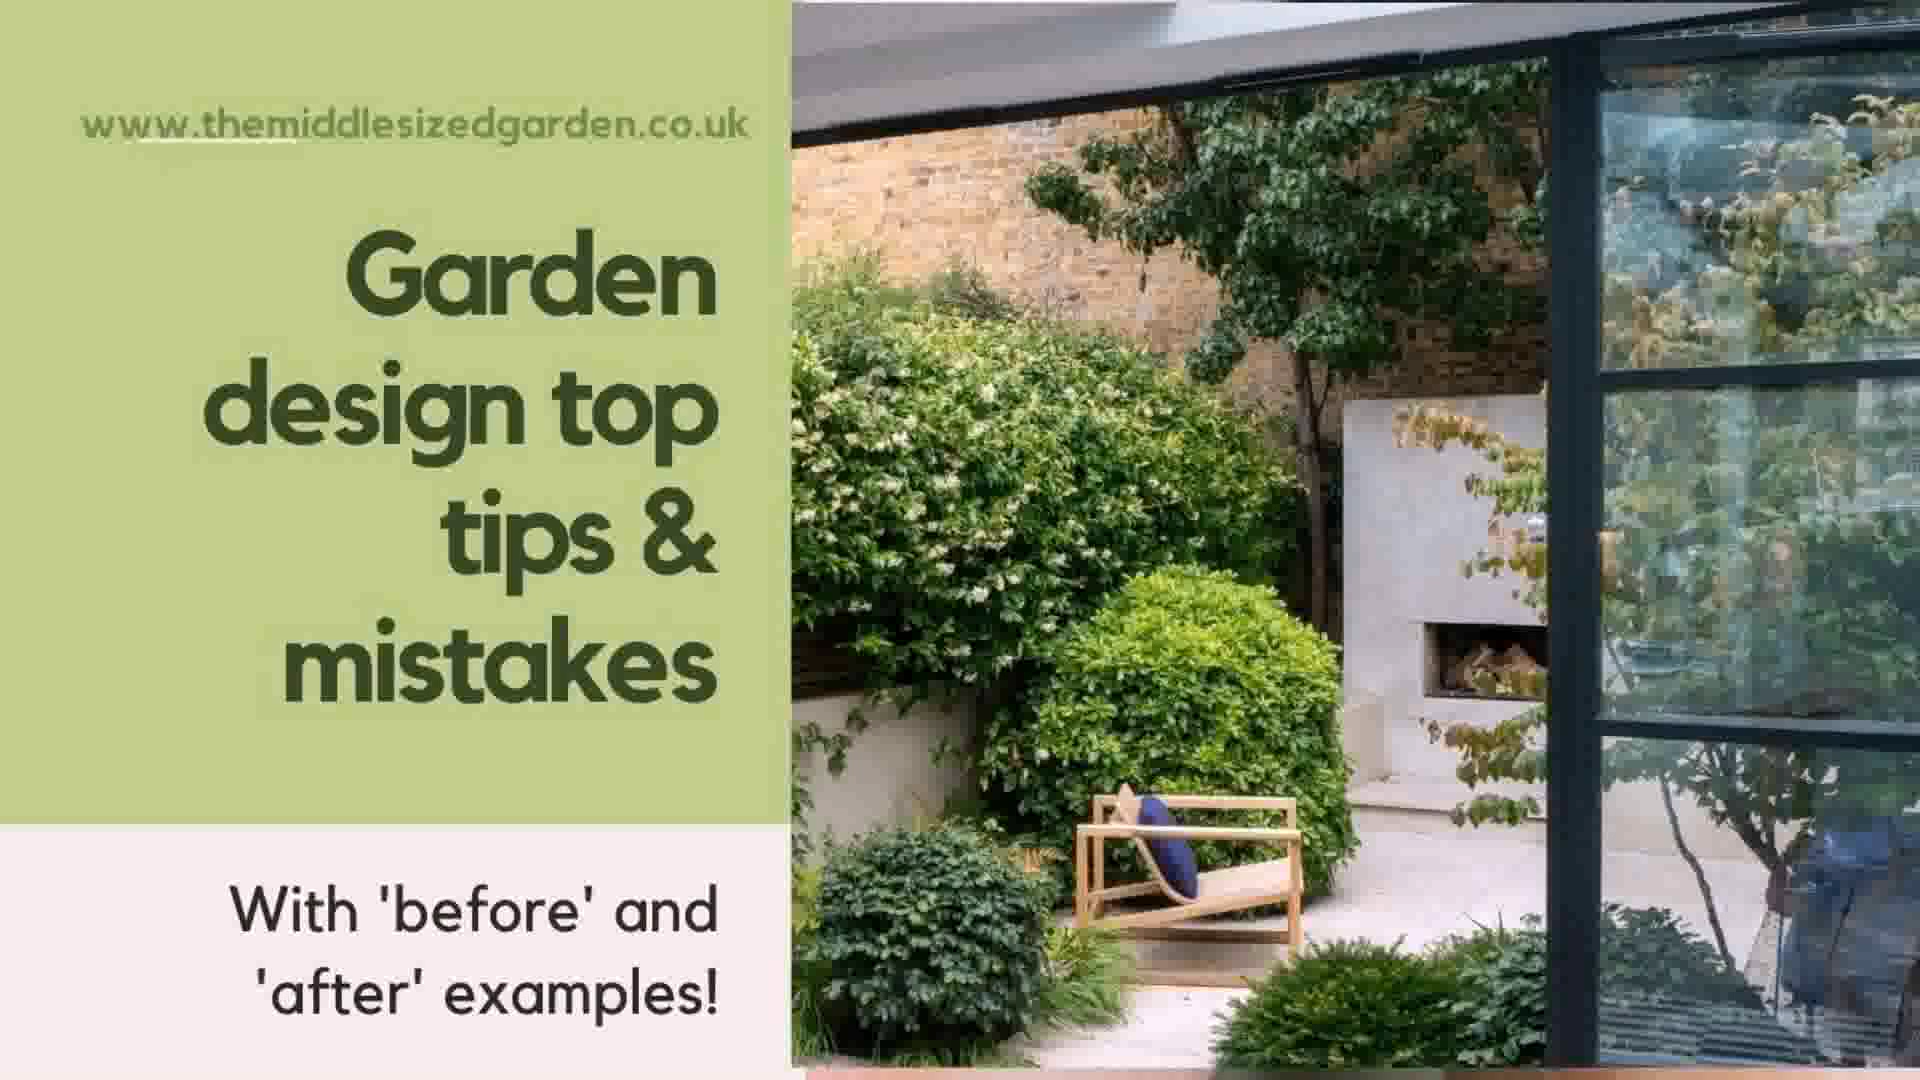 www.themiddlesizedgarden.co.uk
Garden
design top
tips &
mistakes
With 'before' and
'after' examples!